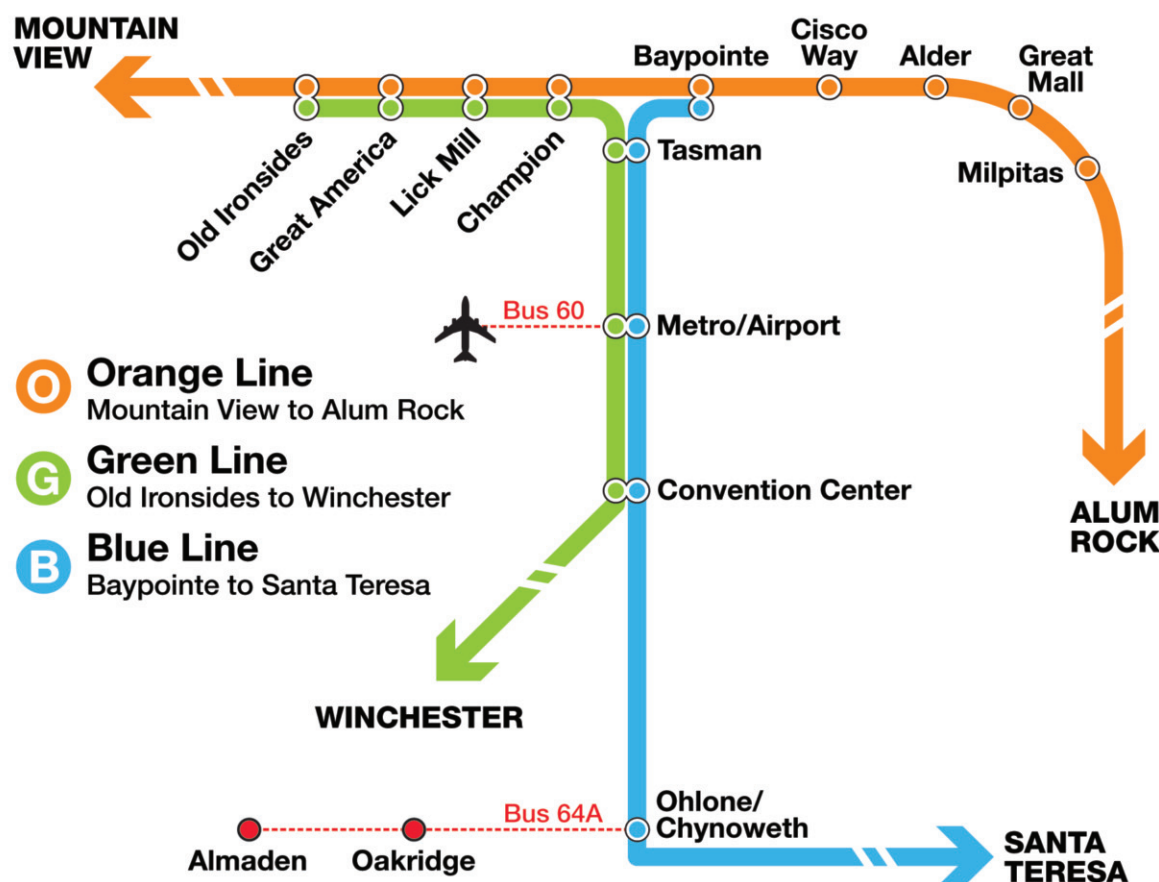 MOUNTAIN
VIEW
Baypointe
Cisco
Way
Alder
Great
Mall
Old Ironsides
Great America
Lick Mill
Champion
Tasman
Milpitas
Bus 60
Metro/Airport
O
Orange Line
Mountain View to Alum Rock
G
Green Line
Old Ironsides to Winchester
B
Blue Line
Baypointe to Santa Teresa
Convention Center
ALUM
ROCK
WINCHESTER
Bus 64A
Ohlone/
Chynoweth
Almaden
Oakridge
SANTA
TERESA